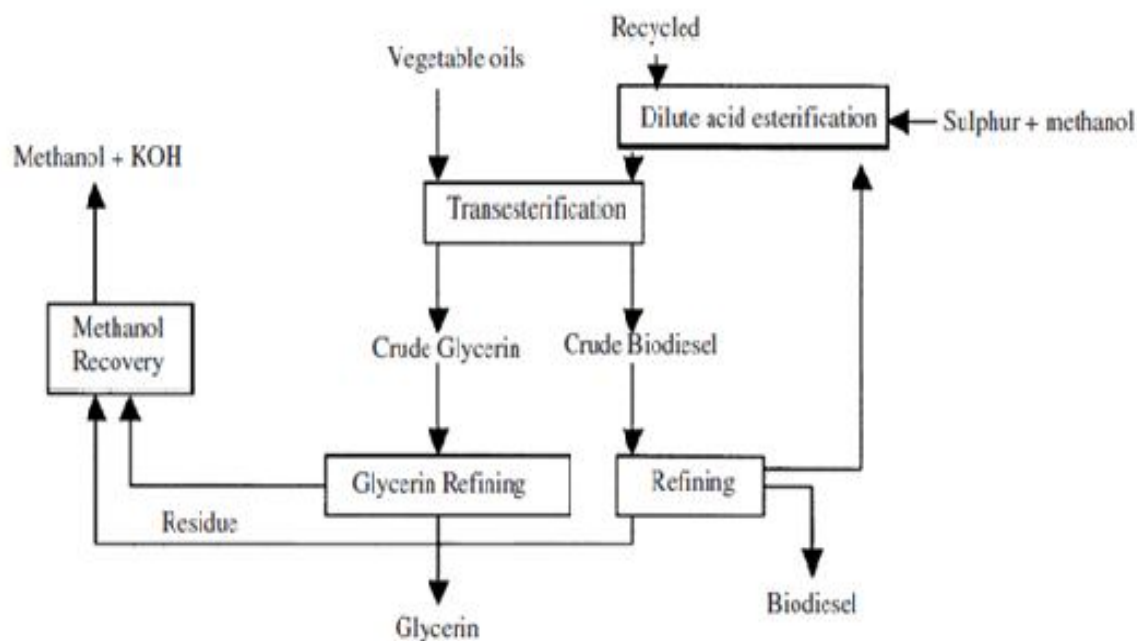 Recycled
Vegetable oils
Dilute acid esterification
Sulphur + methanol
Methanol + KOH
Transesterification
Methanol
Recovery
Crude Glycerin
Crude Biodiesel
Glycerin Refining
Refining
Residue
Biodiesel
Glycerin